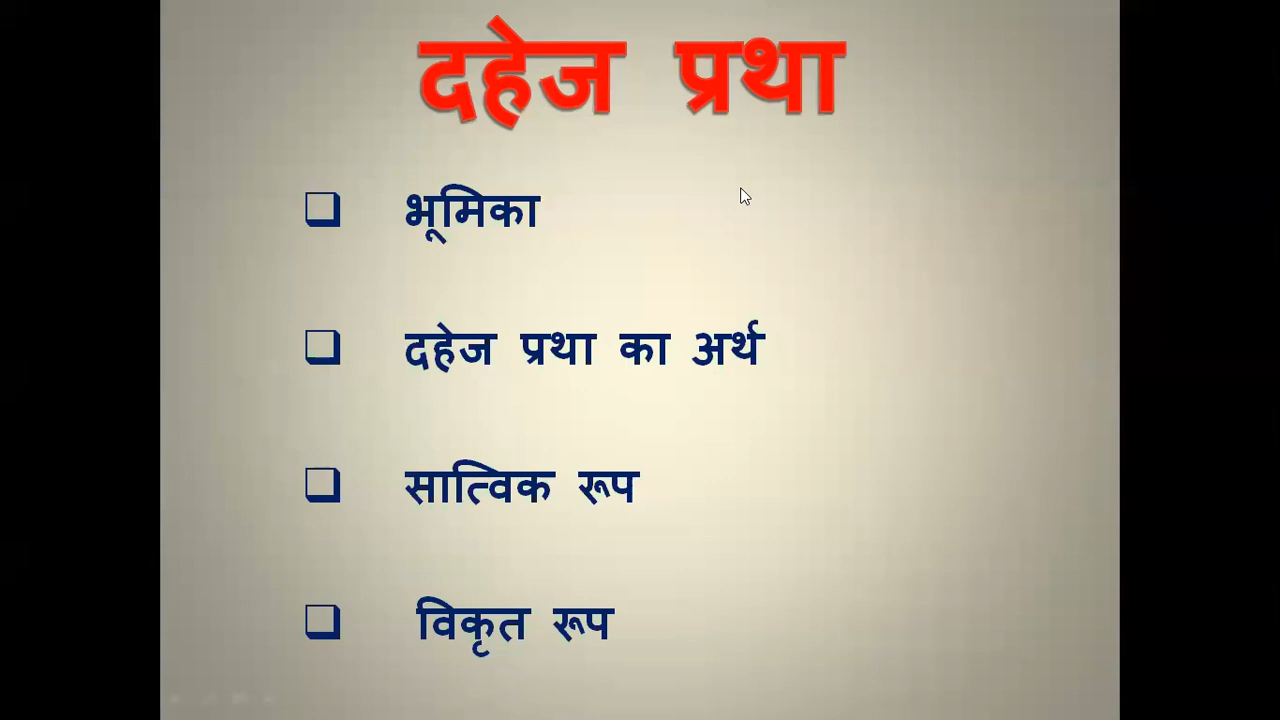 दहेज प्रथा
भूमिका
दहेज प्रथा का अर्थ
सात्विक रूप
विकृत रूप